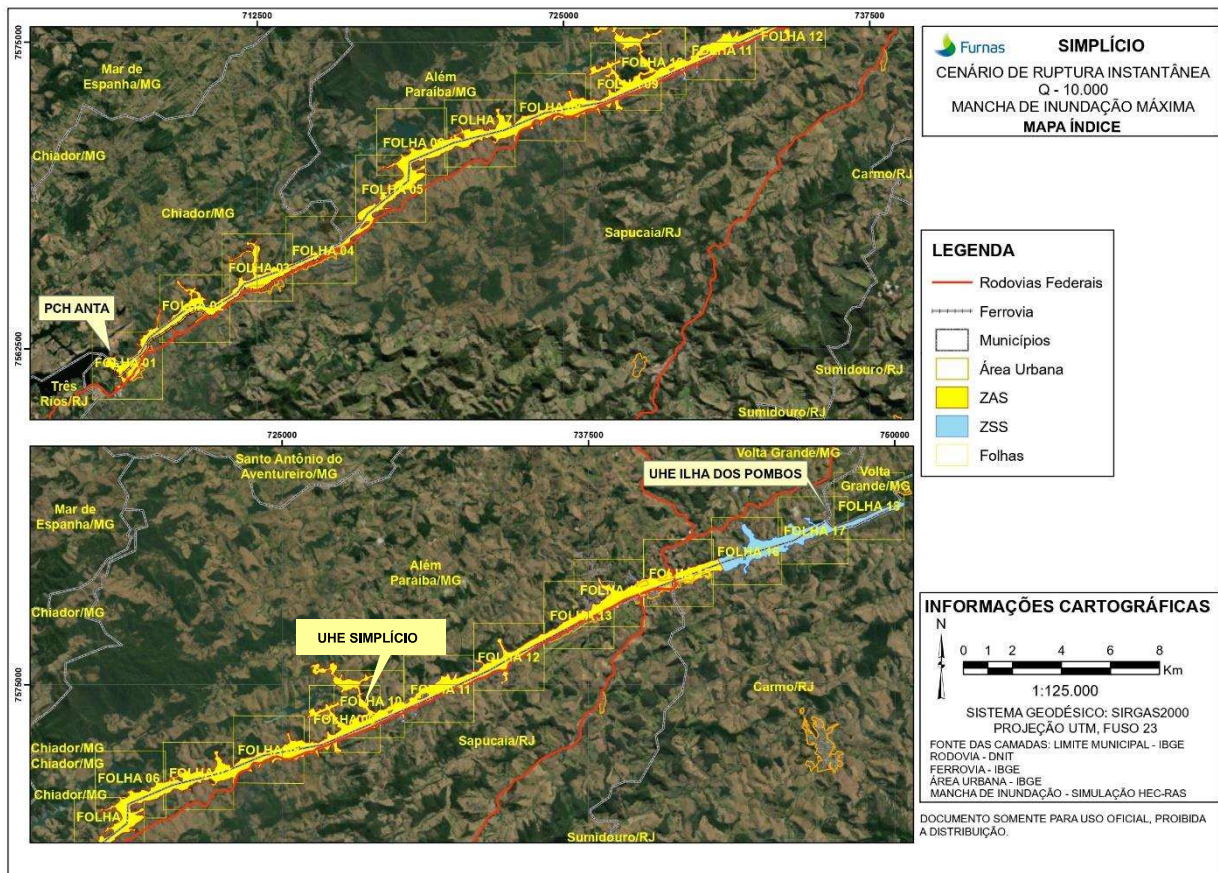 712500
725000
737500
7575000
7562500
Mar de
Espanha/MG
Além
Paraíba/MG
Chiador/MG
Chiador/MG
Sapucaia/RJ
Carmo/RJ
Sumidouro/RJ
Sumidouro/RJ
Três
Rios/RJ
PCH ANTA
FOLHA 01
FOLHA 03
FOLHA 04
FOLHA 05
FOLHA 11
FOLHA 12
725000
737500
760000
7575000
Santo Antônio do
Aventureiro/MG
Volta Grande/MG
Volta
Grande/MG
UHE ILHA DOS POMBOS
Mar de
Espanha/MG
Além
Paraíba/MG
Chiador/MG
UHE SIMPLÍCIO
Carmo/RJ
Sapucaia/RJ
Chiador/MG
Chiador/MG
Chiador/MG
Sumidouro/RJ
FOLHA 06
FOLHA 10
FOLHA 11
FOLHA 12
FOLHA 13
FOLHA 16
FOLHA 17
Furnas
SIMPLÍCIO
CENÁRIO DE RUPTURA INSTANTÂNEA
Q - 10.000
MANCHA DE INUNDAÇÃO MÁXIMA
MAPA ÍNDICE
LEGENDA
Rodovias Federais
Ferrovia
Municípios
Área Urbana
ZAS
ZSS
Folhas
INFORMAÇÕES CARTOGRÁFICAS
N
0 1 2 4 6 8
Km
1:125.000
SISTEMA GEODÉSICO: SIRGAS2000
PROJEÇÃO UTM, FUSO 23
FONTE DAS CAMADAS: LIMITE MUNICIPAL - IBGE
RODOVIA - DNIT
FERROVIA - IBGE
ÁREA URBANA - IBGE
MANCHA DE INUNDAÇÃO - SIMULAÇÃO HEC-RAS
DOCUMENTO SOMENTE PARA USO OFICIAL, PROIBIDA
A DISTRIBUIÇÃO.